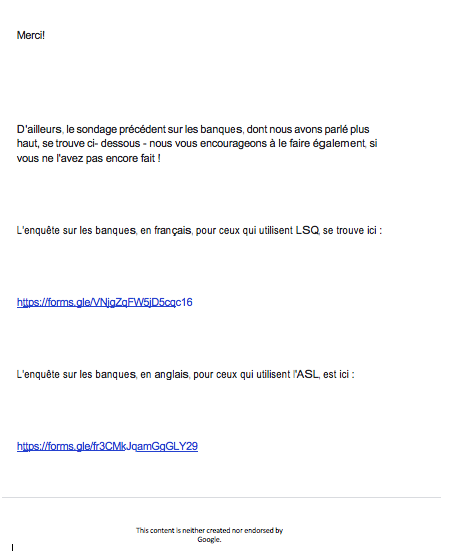 Merci!
D'ailleurs, le sondage précédent sur les banques, dont nous avons parlé plus
haut, se trouve ci- dessous - nous vous encourageons à le faire également, si
vous ne l'avez pas encore fait !
L'enquête sur les banques, en français, pour ceux qui utilisent LSQ, se trouve ici :
https://forms.gle/VNjgZqFW5jD5cqc16
L'enquête sur les banques, en anglais, pour ceux qui utilisent l'ASL, est ici :
https://forms.gle/fr3CMkJqamGgGLY29
This content is neither created nor endorsed by
Google.